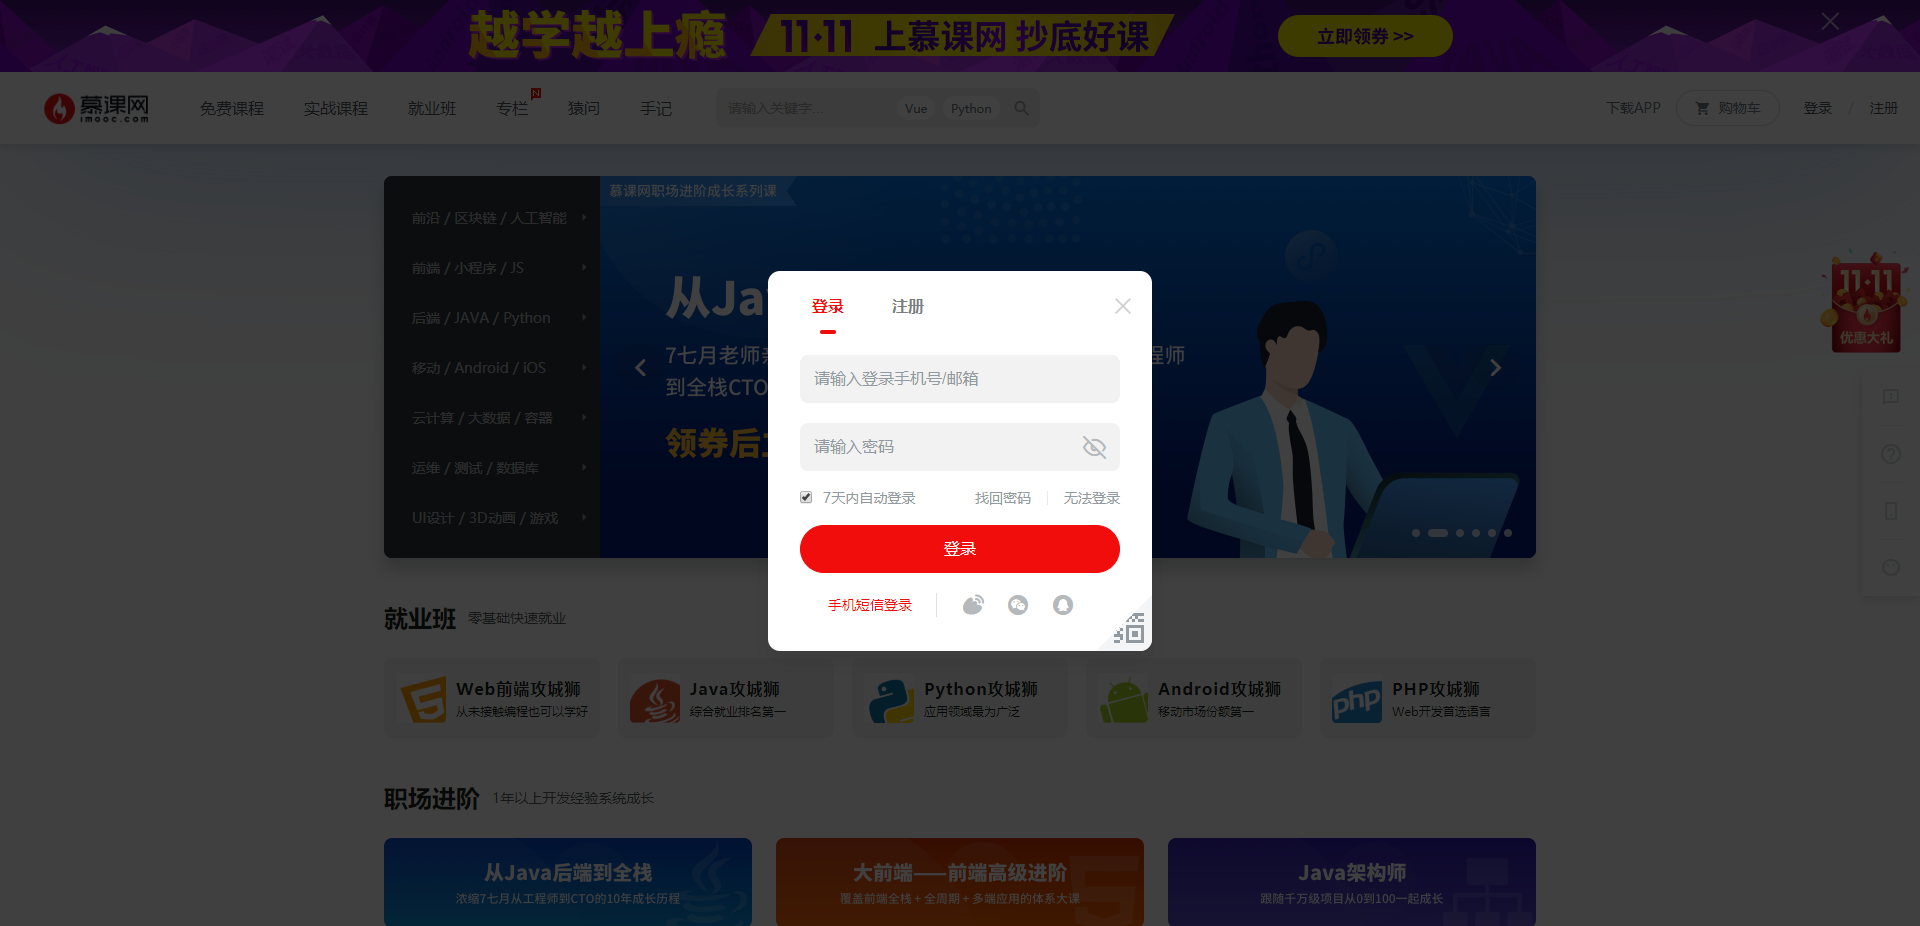 越学越上瘾
11·11 上慕课网 抄底好课
立即领券 >>
慕课网
imooc.com
免费课程
实战课程
就业班
专栏
N
猿问
手记
请输入关键字...
Vue
Python
下载APP
购物车
登录 / 注册
前沿 / 区块链 / 人工智能
前端 / 小程序 / JS
后端 / JAVA / Python
移动 / Android / iOS
云计算 / 大数据 / 容器
运维 / 测试 / 数据库
UI设计 / 3D动画 / 游戏
慕课网职场进阶成长系列课
从Ja
7七月老师
程师
到全栈CTO
领券后
11.11
优惠大礼
登录
注册
请输入登录手机号/邮箱
请输入密码
7天内自动登录
找回密码
无法登录
登录
手机短信登录
就业班 零基础快速就业
Web前端攻城狮
从未接触编程也可以学好
Java攻城狮
综合就业排名第一
Python攻城狮
应用领域最为广泛
Android攻城狮
移动市场份额第一
php
PHP攻城狮
Web开发首选语言
职场进阶 1年以上开发经验系统成长
从Java后端到全栈
浓缩7七月从工程师到CTO的10年成长历程
大前端——前端高级进阶
覆盖前端全栈 + 全周期 + 多端应用的体系大课
Java架构师
跟随千万级项目从0到100一起成长